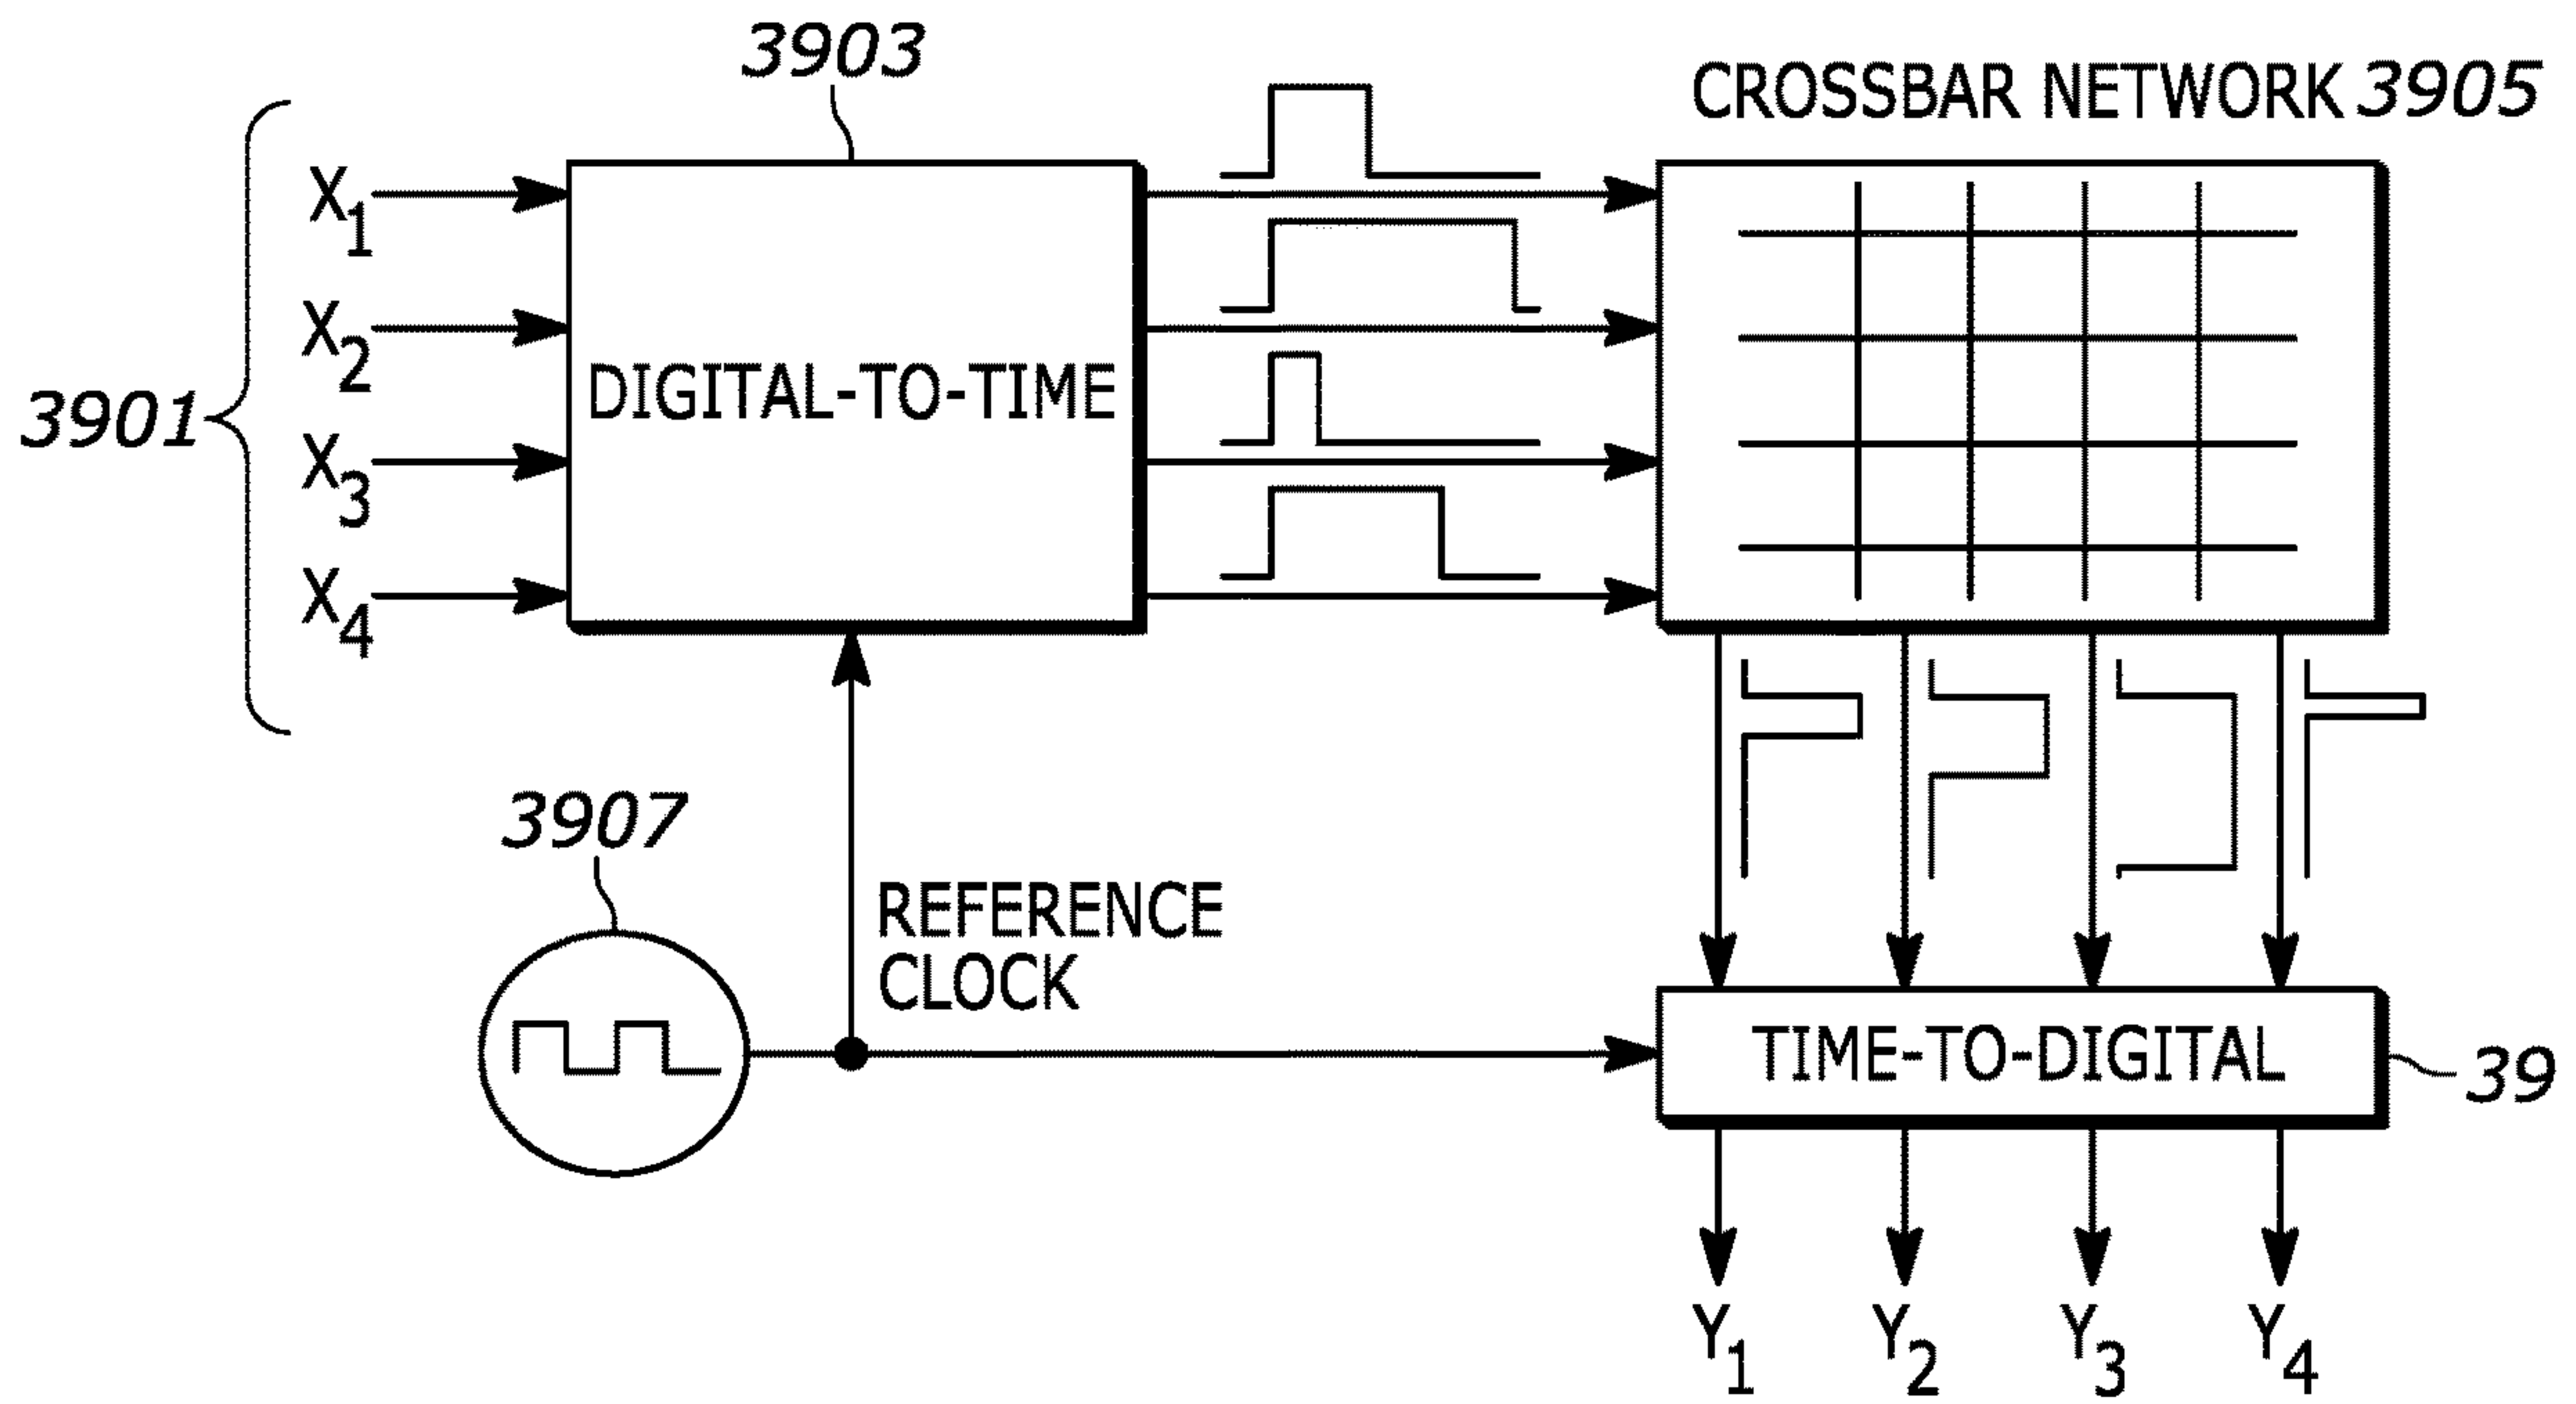 3903
CROSSBAR NETWORK 3905
X1
X2
X3
X4
3901
DIGITAL-TO-TIME
3907
REFERENCE
CLOCK
TIME-TO-DIGITAL
39
Y1
Y2
Y3
Y4